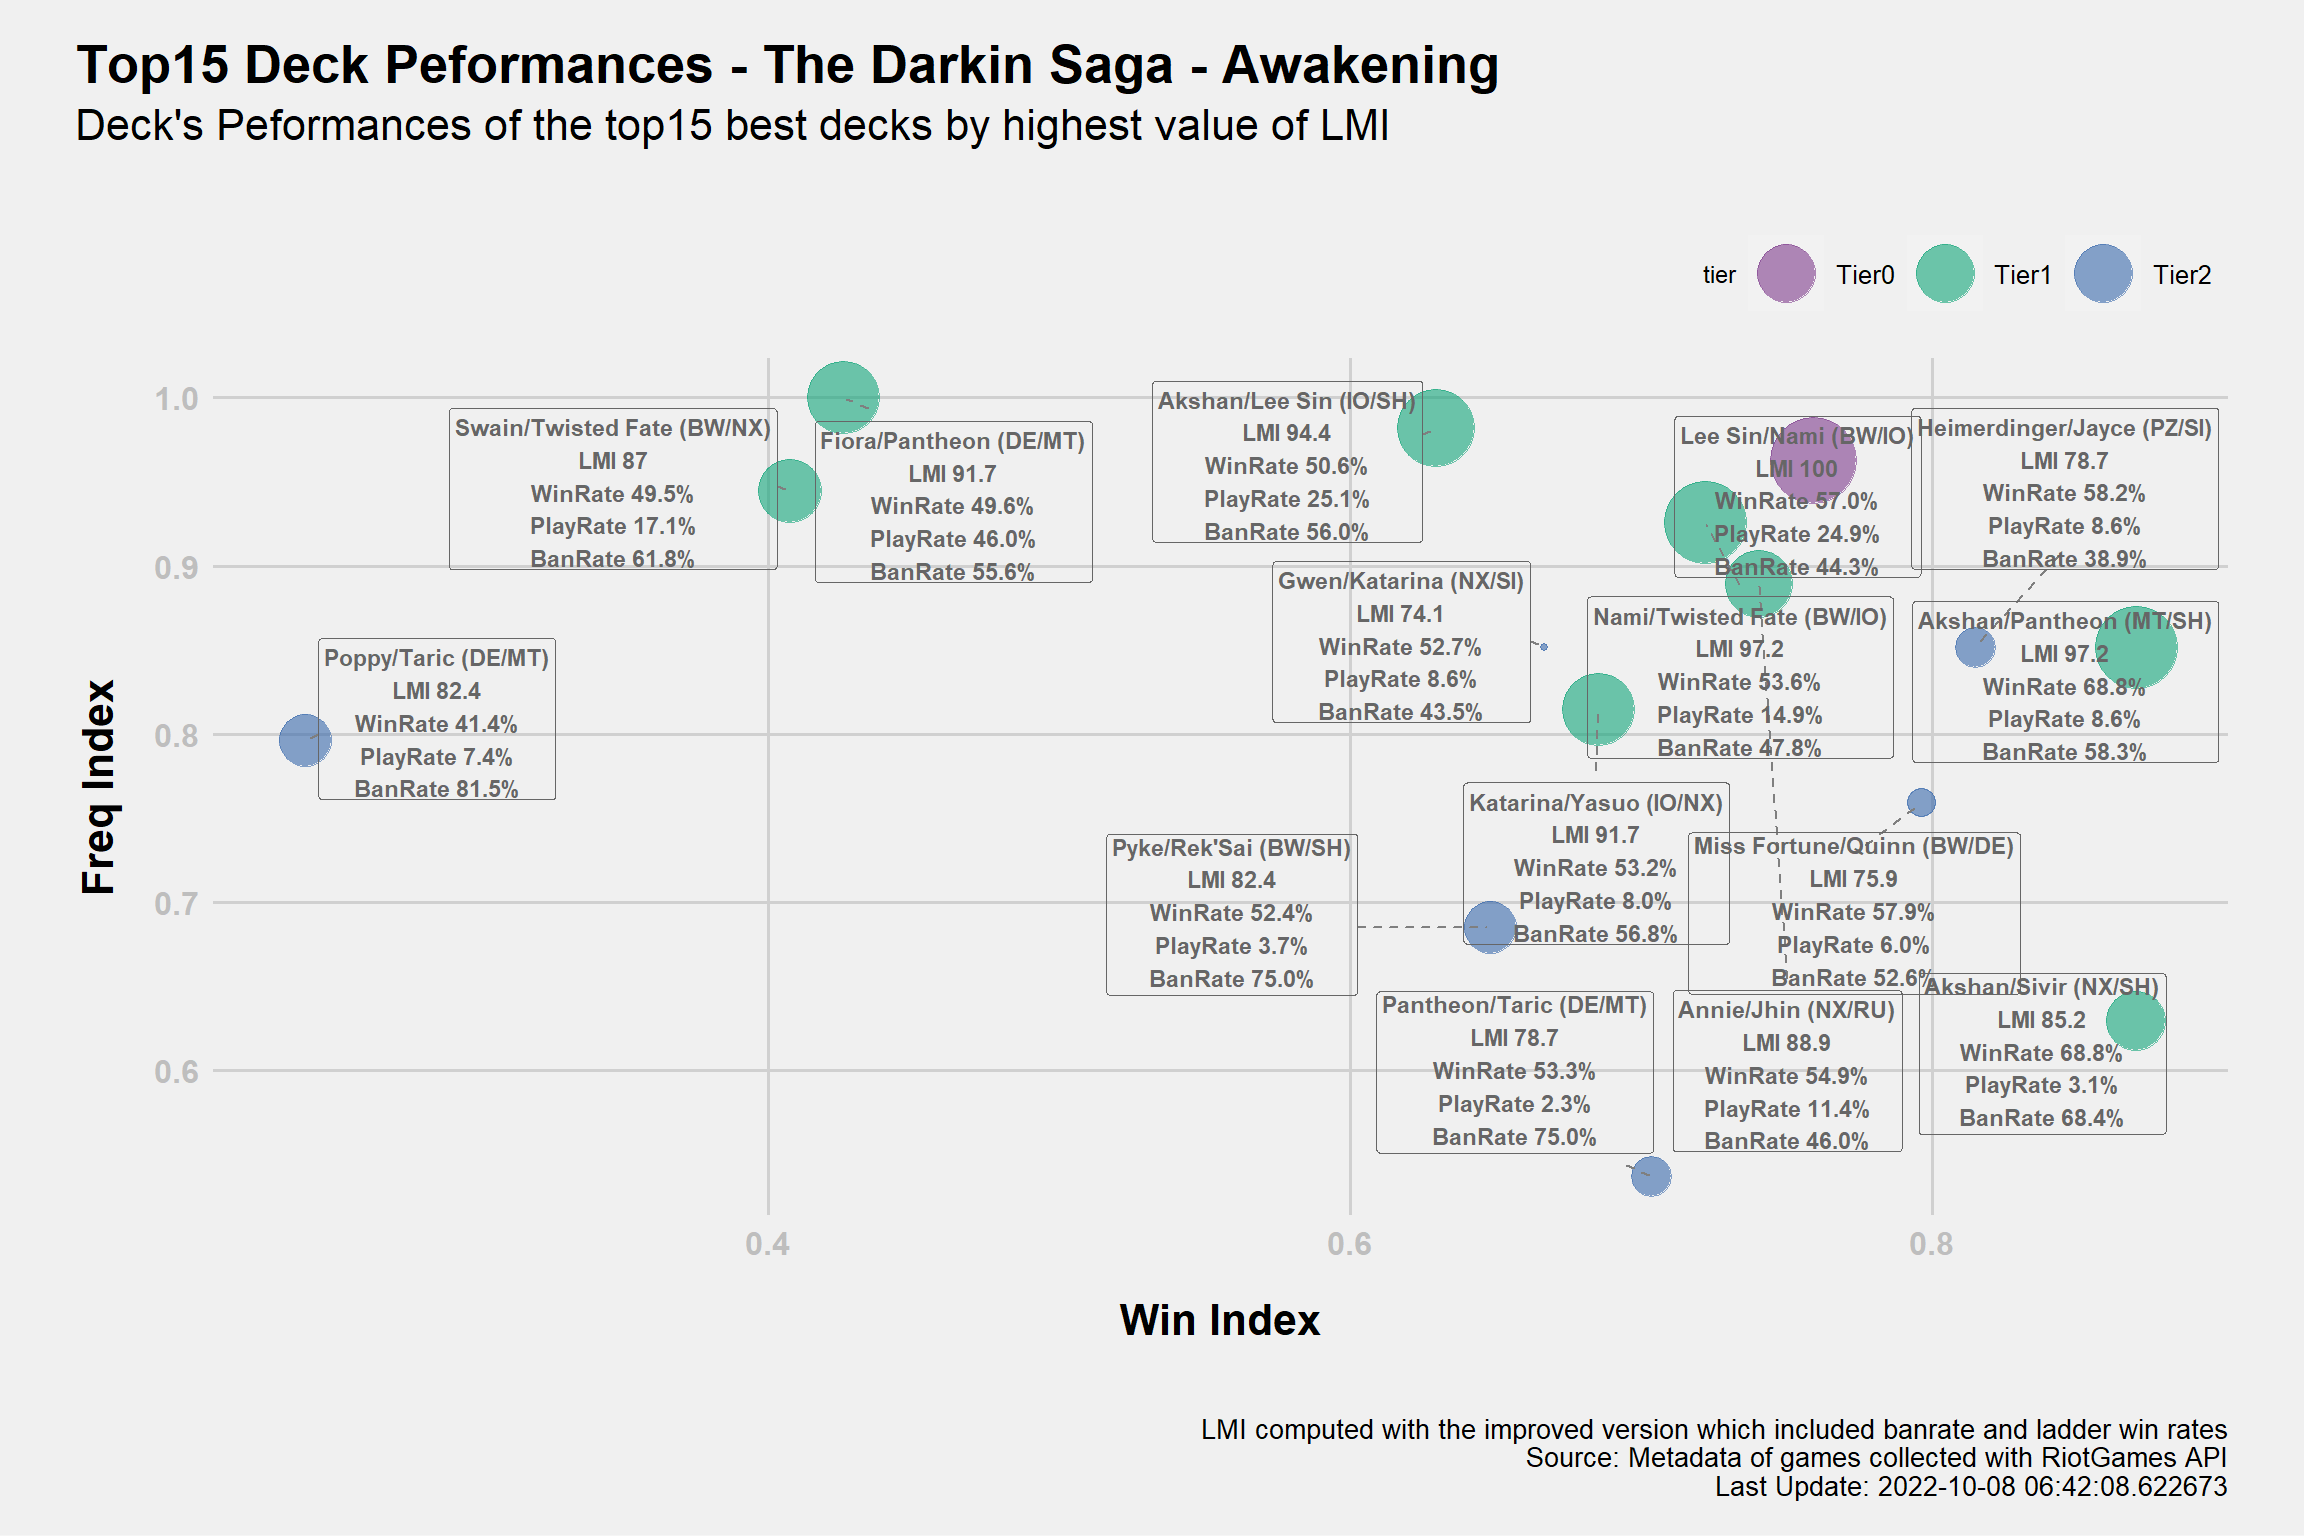 Top15 Deck Peformances - The Darkin Saga - Awakening
Deck's Peformances of the top15 best decks by highest value of LMI
tier
Tier0
Tier1
Tier2
Freq Index
1.0
0.9
0.8
0.7
0.6
Swain/Twisted Fate (BW/NX)
LMI 87
WinRate 49.5%
PlayRate 17.1%
BanRate 61.8%
Fiora/Pantheon (DE/MT)
LMI 91.7
WinRate 49.6%
PlayRate 46.0%
BanRate 55.6%
Akshan/Lee Sin (IO/SH)
LMI 94.4
WinRate 50.6%
PlayRate 25.1%
BanRate 56.0%
Lee Sin/Nami (BW/IO)
LMI 100
WinRate 57.0%
PlayRate 24.9%
BanRate 44.3%
Heimerdinger/Jayce (PZ/SI)
LMI 78.7
WinRate 58.2%
PlayRate 8.6%
BanRate 38.9%
Gwen/Katarina (NX/SI)
LMI 74.1
WinRate 52.7%
PlayRate 8.6%
BanRate 43.5%
Nami/Twisted Fate (BW/IO)
LMI 97.2
WinRate 53.6%
PlayRate 14.9%
BanRate 47.8%
Akshan/Pantheon (MT/SH)
LMI 97.2
WinRate 68.8%
PlayRate 8.6%
BanRate 58.3%
Poppy/Taric (DE/MT)
LMI 82.4
WinRate 41.4%
PlayRate 7.4%
BanRate 81.5%
Katarina/Yasuo (IO/NX)
LMI 91.7
WinRate 53.2%
PlayRate 8.0%
BanRate 56.8%
Pyke/Rek'Sai (BW/SH)
LMI 82.4
WinRate 52.4%
PlayRate 3.7%
BanRate 75.0%
Miss Fortune/Quinn (BW/DE)
LMI 75.9
WinRate 57.9%
PlayRate 6.0%
BanRate 52.6%
Pantheon/Taric (DE/MT)
LMI 78.7
WinRate 53.3%
PlayRate 2.3%
BanRate 75.0%
Annie/Jhin (NX/RU)
LMI 88.9
WinRate 54.9%
PlayRate 11.4%
BanRate 46.0%
Akshan/Sivir (NX/SH)
LMI 85.2
WinRate 68.8%
PlayRate 3.1%
BanRate 68.4%
0.4
0.6
0.8
Win Index
LMI computed with the improved version which included banrate and ladder win rates
Source: Metadata of games collected with RiotGames API
Last Update: 2022-10-08 06:42:08.622673